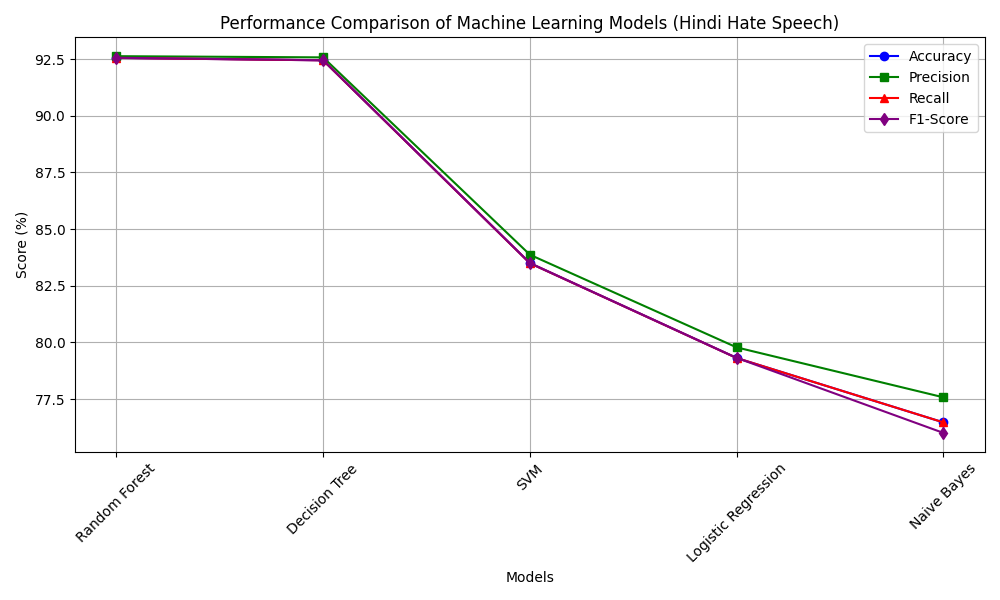 Performance Comparison of Machine Learning Models (Hindi Hate Speech)
Accuracy
Precision
Recall
F1-Score
92.5
90.0
87.5
85.0
82.5
80.0
77.5
Score (%)
Random Forest
Decision Tree
SVM
Logistic Regression
Naive Bayes
Models